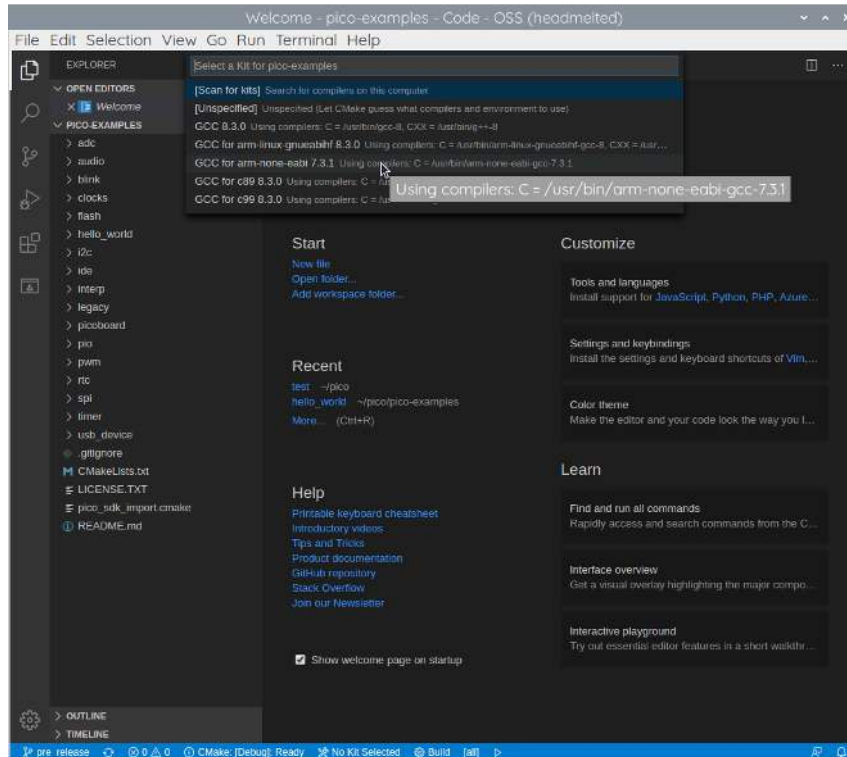 Welcome - pico-examples - Code - OSS (headmelted)
File Edit Selection View Go Run Terminal Help
EXPLORER
OPEN EDITORS
Welcome
PICO-EXAMPLES
adc
audio
blink
clocks
flash
hello_world
i2c
ide
interp
legacy
picoboard
pio
pwm
rtc
spi
timer
usb_device
.gitignore
CMakeLists.txt
LICENSE.TXT
pico_sdk_import.cmake
README.md
OUTLINE
TIMELINE
Select a Kit for pico-examples
[Scan for kits] Search for compilers on this computer
[Unspecified] Unspecified (Let CMake guess what compilers and environment to use)
GCC 8.3.0 Using compilers: C = /usr/bin/gcc-8, CXX = /usr/bin/g++-8
GCC for arm-linux-gnueabihf 8.3.0 Using compilers: C = /usr/bin/arm-linux-gnueabihf-gcc-8, CXX = /usr...
GCC for arm-none-eabi 7.3.1 Using compilers: C = /usr/bin/arm-none-eabi-gcc-7.3.1
GCC for c89 8.3.0 Using compilers: C = /us
GCC for c99 8.3.0 Using compilers: C = /us
Using compilers: C = /usr/bin/arm-none-eabi-gcc-7.3.1
Start
New file
Open folder...
Add workspace folder...
Recent
test ~/pico
hello_world ~/pico/pico-examples
More... (Ctrl+R)
Help
Printable keyboard cheatsheet
Introductory videos
Tips and Tricks
Product documentation
GitHub repository
Stack Overflow
Join our Newsletter
Show welcome page on startup
Customize
Tools and languages
Install support for JavaScript, Python, PHP, Azure...
Settings and keybindings
Install the settings and keyboard shortcuts of Vim,...
Color theme
Make the editor and your code look the way you l...
Learn
Find and run all commands
Rapidly access and search commands from the C...
Interface overview
Get a visual overlay highlighting the major compo...
Interactive playground
Try out essential editor features in a short walkthr...
pre_release 0 0 CMake: [Debug]: Ready No Kit Selected Build [all]